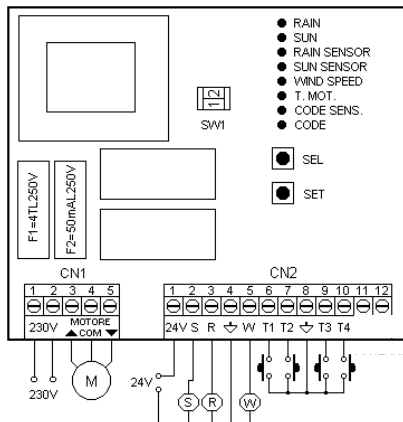 RAIN
SUN
RAIN SENSOR
SUN SENSOR
WIND SPEED
T. MOT.
CODE SENS.
CODE
1 2
SW1
SEL
SET
F1=4TL250V
F2=50mAL250V
CN1
CN2
1 2 3 4 5
1 2 3 4 5 6 7 8 9 10 11 12
230V
MOTORE
COM
24V S R W T1 T2 T3 T4
230V
M
24V
S
R
W